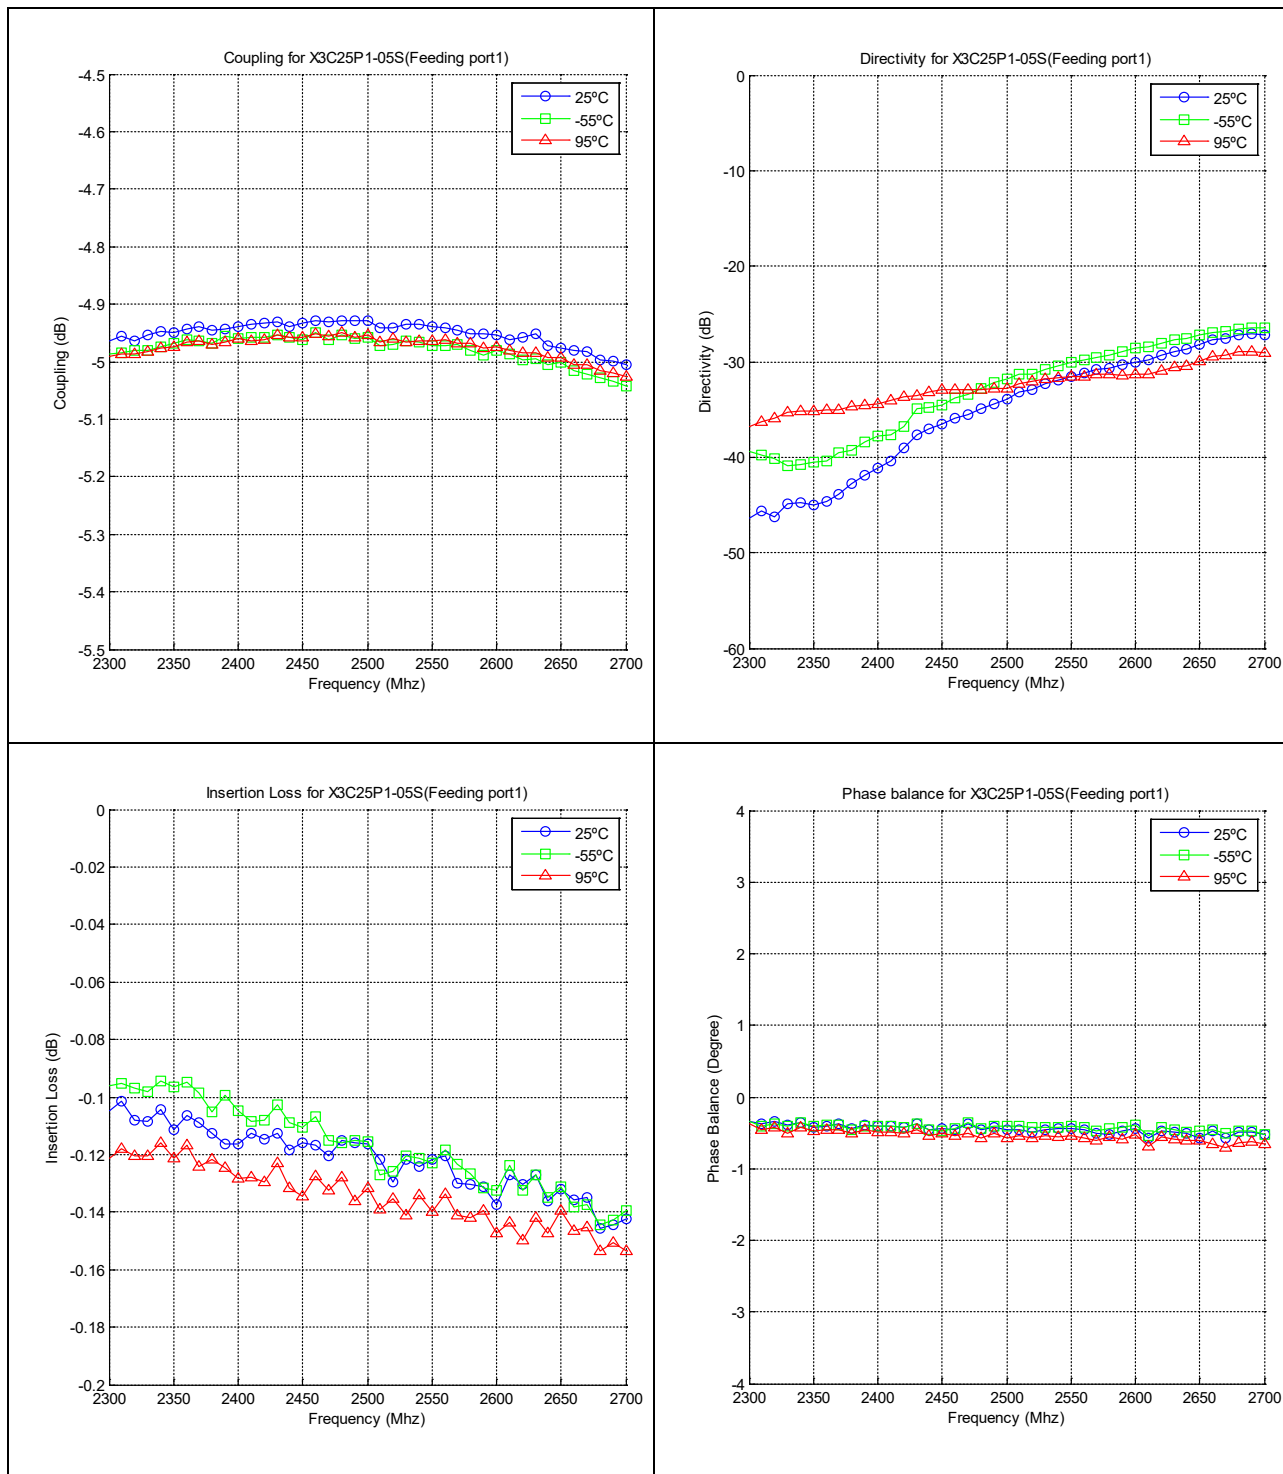 Coupling for X3C25P1-05S(Feeding port1)
25ºC
-55ºC
95ºC
-4.5
-4.6
-4.7
-4.8
-4.9
-5
-5.1
-5.2
-5.3
-5.4
-5.5
Coupling (dB)
2300 2350 2400 2450 2500 2550 2600 2650 2700
Frequency (Mhz)
Directivity for X3C25P1-05S(Feeding port1)
25ºC
-55ºC
95ºC
0
-10
-20
-30
-40
-50
-60
Directivity (dB)
2300 2350 2400 2450 2500 2550 2600 2650 2700
Frequency (Mhz)
Insertion Loss for X3C25P1-05S(Feeding port1)
25ºC
-55ºC
95ºC
0
-0.02
-0.04
-0.06
-0.08
-0.1
-0.12
-0.14
-0.16
-0.18
-0.2
Insertion Loss (dB)
2300 2350 2400 2450 2500 2550 2600 2650 2700
Frequency (Mhz)
Phase balance for X3C25P1-05S(Feeding port1)
25ºC
-55ºC
95ºC
4
3
2
1
0
-1
-2
-3
-4
Phase Balance (Degree)
2300 2350 2400 2450 2500 2550 2600 2650 2700
Frequency (Mhz)